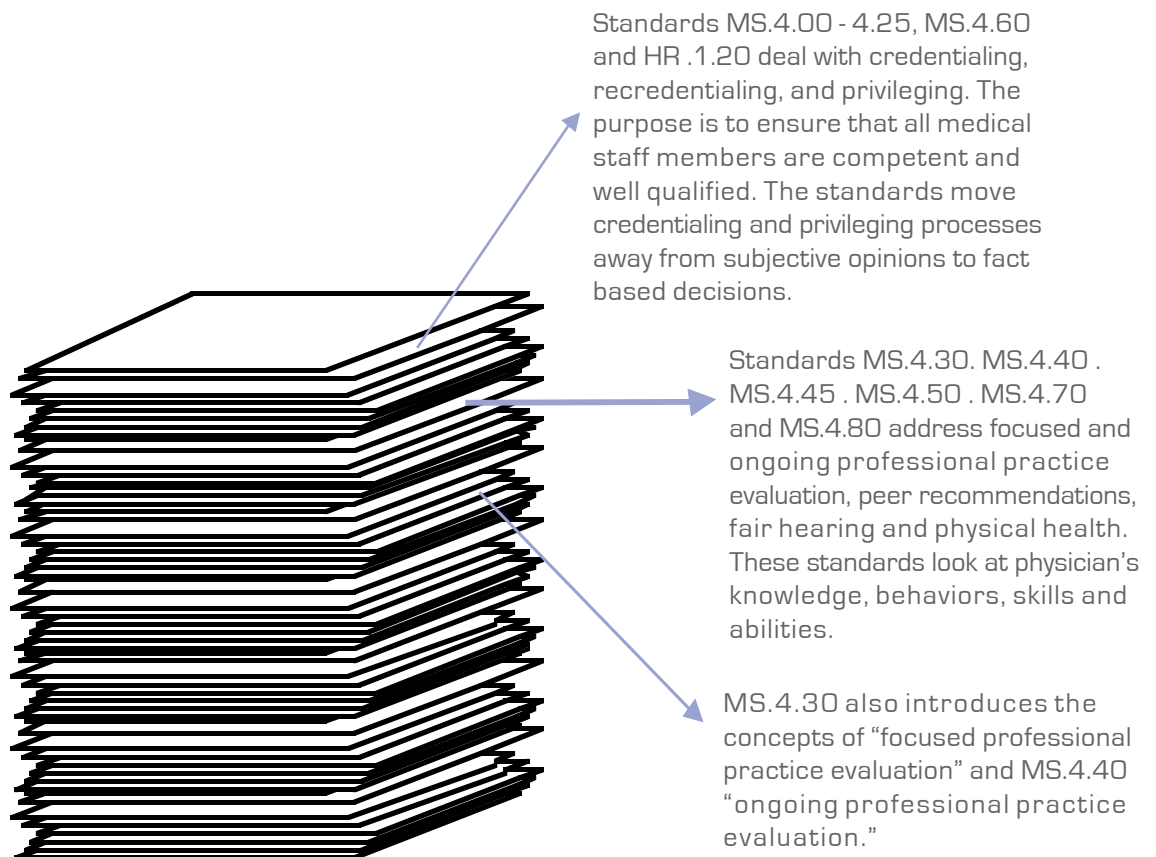 Standards MS.4.00 - 4.25, MS.4.60
and HR .1.20 deal with credentialing,
recredentialing, and privileging. The
purpose is to ensure that all medical
staff members are competent and
well qualified. The standards move
credentialing and privileging processes
away from subjective opinions to fact
based decisions.
Standards MS.4.30. MS.4.40 .
MS.4.45 . MS.4.50 . MS.4.70
and MS.4.80 address focused and
ongoing professional practice
evaluation, peer recommendations,
fair hearing and physical health.
These standards look at physician’s
knowledge, behaviors, skills and
abilities.
MS.4.30 also introduces the
concepts of “focused professional
practice evaluation” and MS.4.40
“ongoing professional practice
evaluation.”